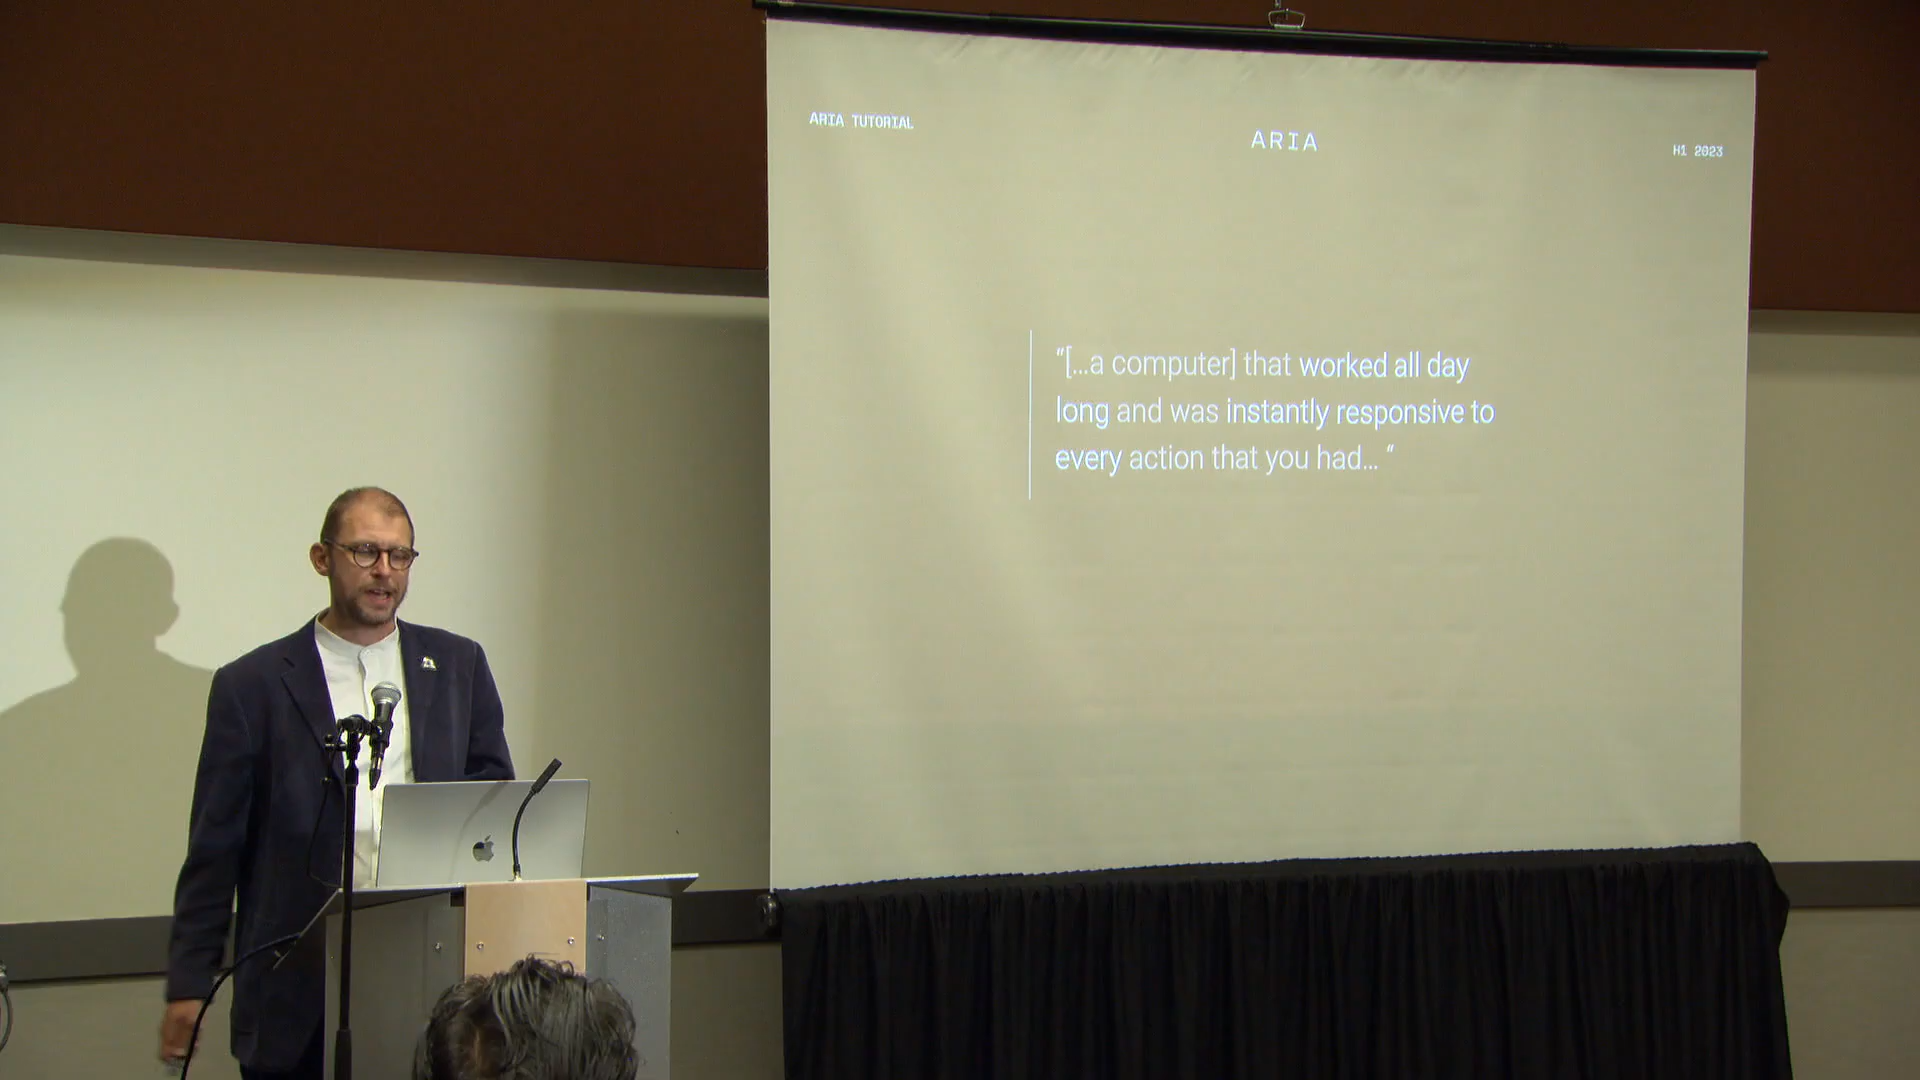 ARIA TUTORIAL
ARIA
H1 2023
"[...a computer] that worked all day
long and was instantly responsive to
every action that you had... "